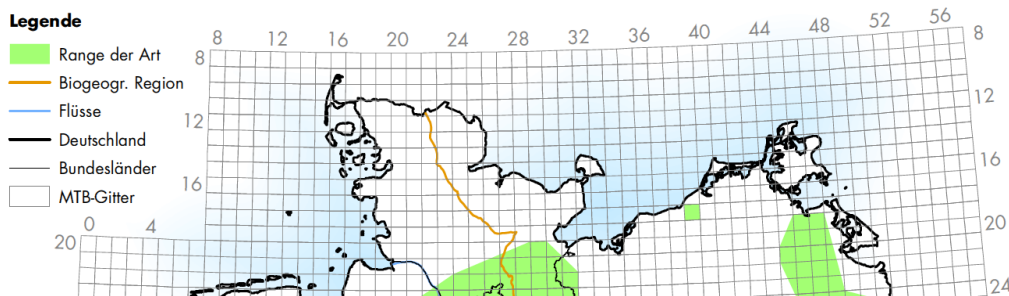 Legende
Range der Art
Biogeogr. Region
Flüsse
Deutschland
Bundesländer
MTB-Gitter
8 12 16 20 24 28 32 36 40 44 48 52 56
8
12
16
20
24
8
12
16
0 4
20